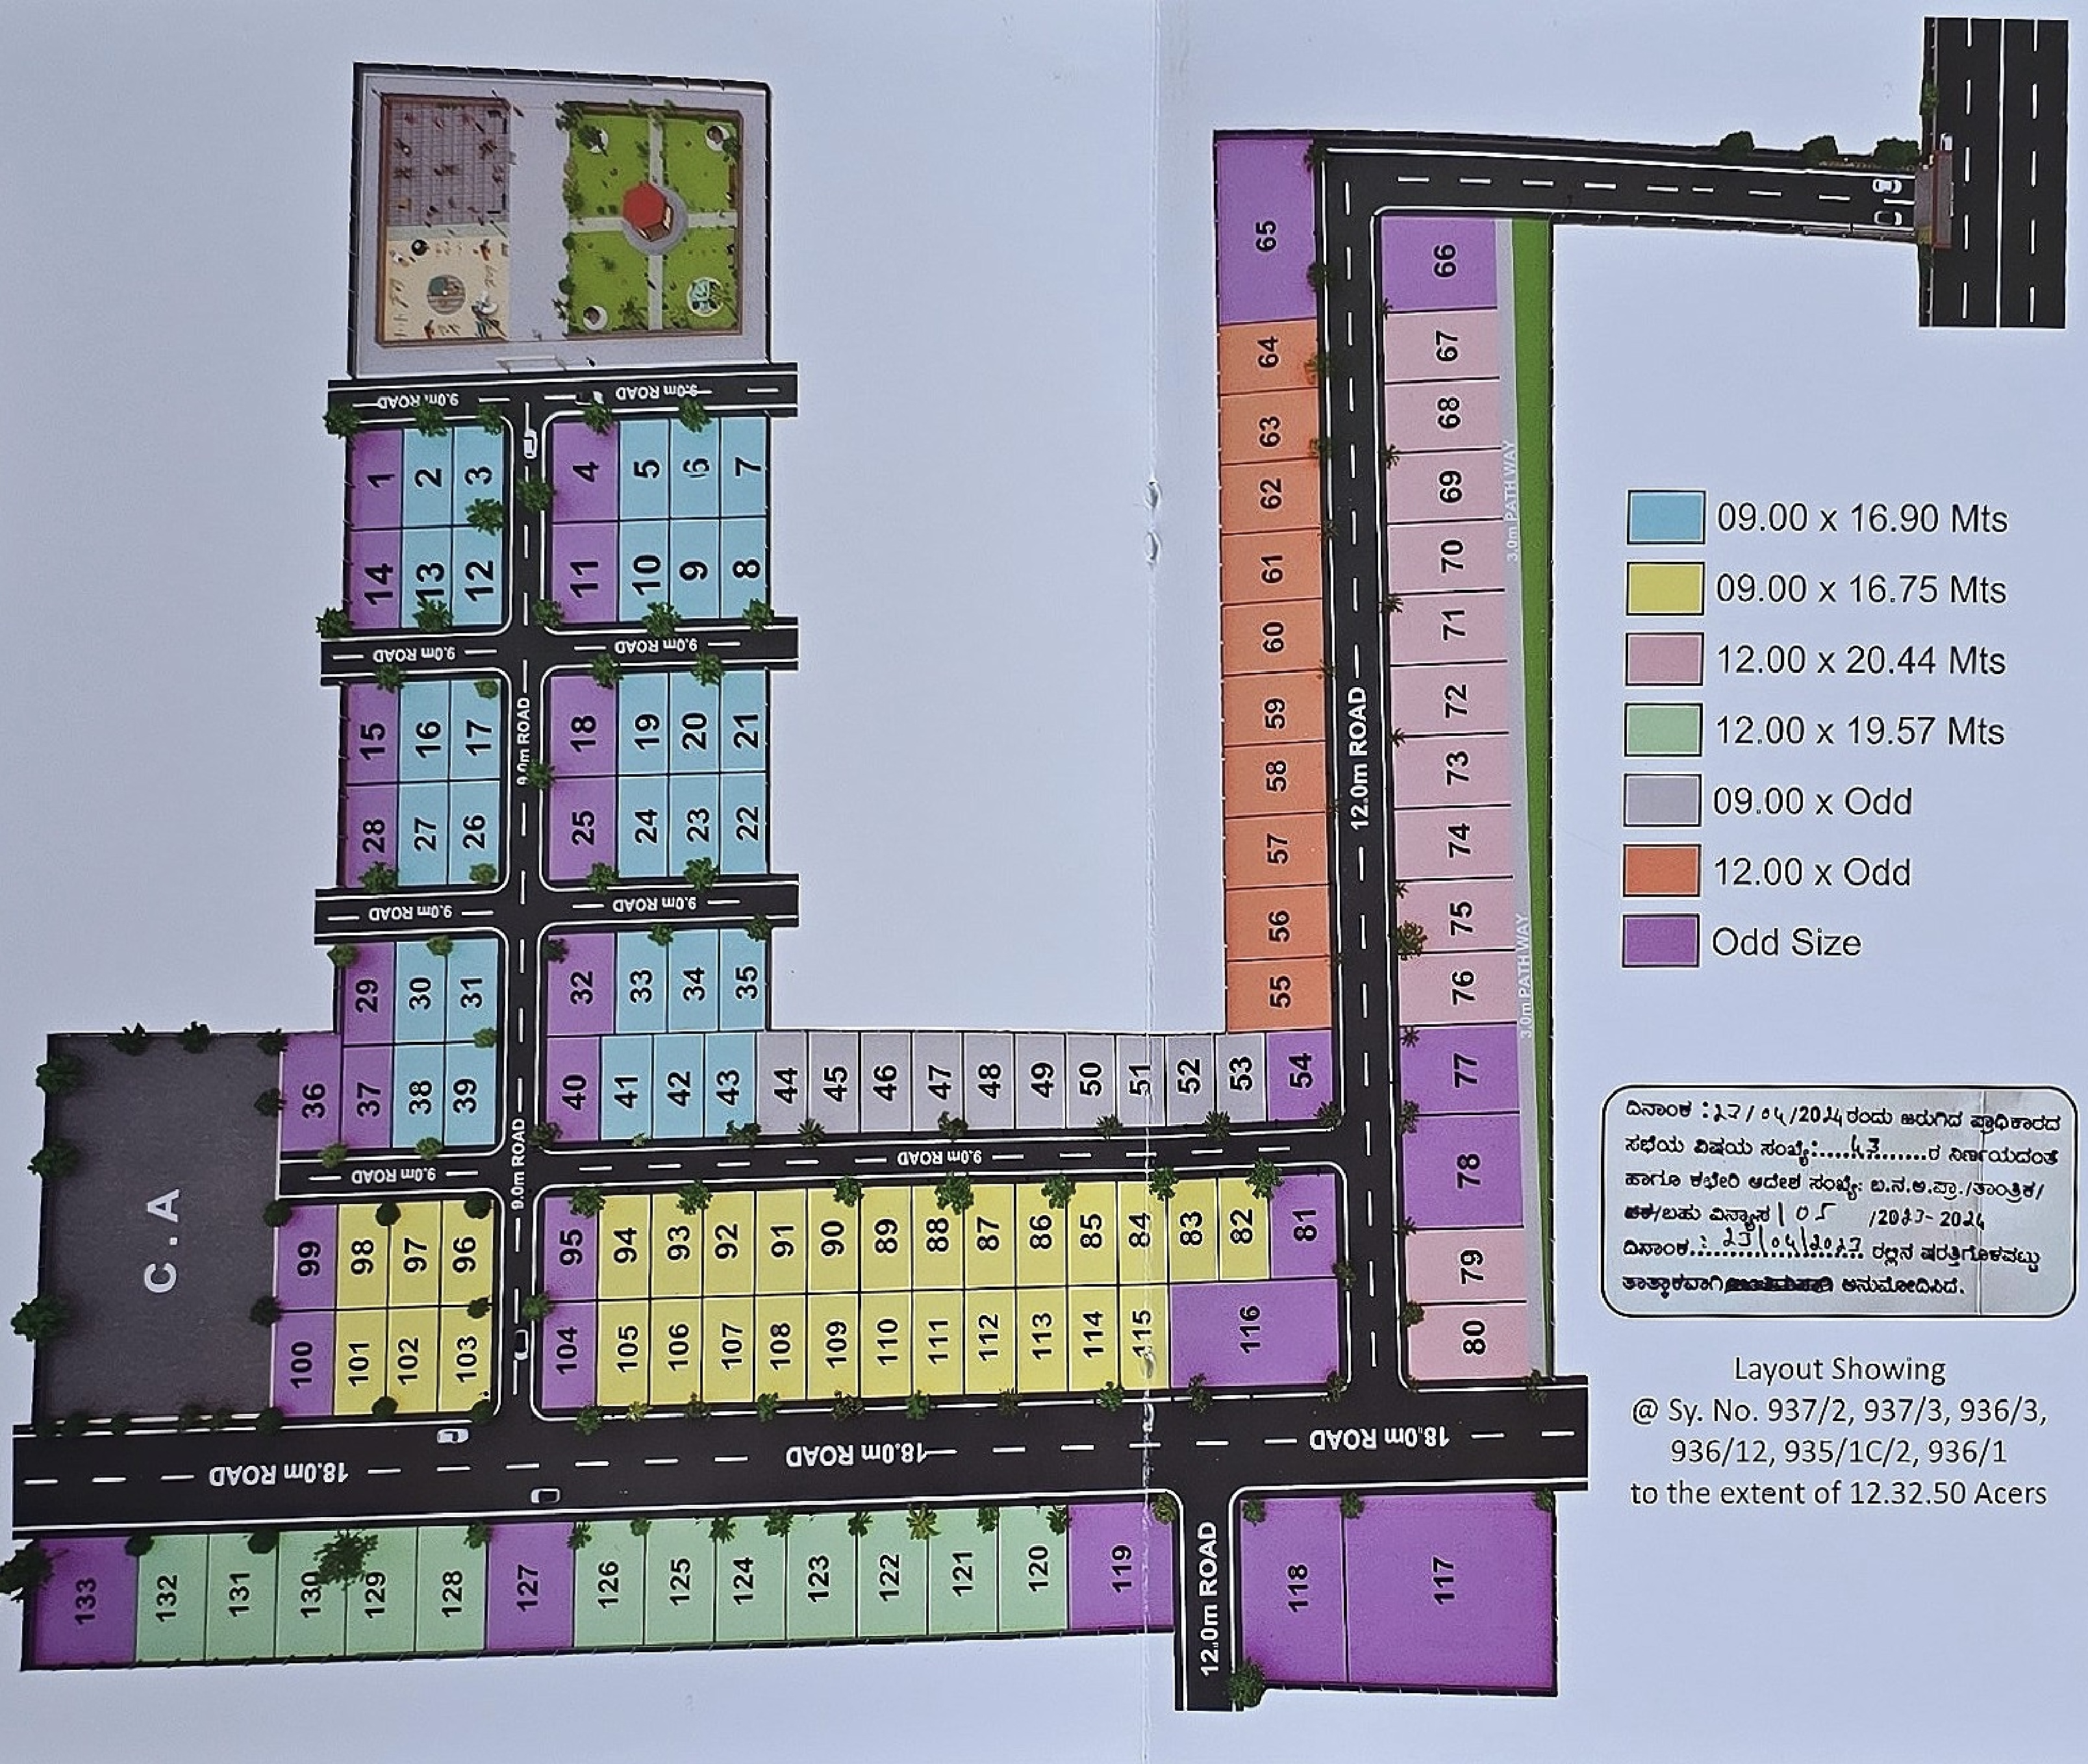 9.0m ROAD
9.0m ROAD
1 2 3 4 5 6 7
14 13 12 11 10 9 8
9.0m ROAD
9.0m ROAD
9.0m ROAD
15 16 17 18 19 20 21
28 27 26 25 24 23 22
9.0m ROAD
9.0m ROAD
29 30 31 32 33 34 35
36 37 38 39 40 41 42 43 44 45 46 47 48 49 50 51 52 53 54
9.0m ROAD
9.0m ROAD
9.0m ROAD
C . A
99 98 97 96 95 94 93 92 91 90 89 88 87 86 85 84 83 82 81
100 101 102 103 104 105 106 107 108 109 110 111 112 113 114 115 116
18.0m ROAD
18.0m ROAD
18.0m ROAD
133 132 131 130 129 128 127 126 125 124 123 122 121 120 119 118 117
12.0m ROAD
65
64
63
62
61
60
59
58
57
56
55
12.0m ROAD
66
67
68
69
70
71
72
73
74
75
76
77
78
79
80
3.0m PATH WAY
3.0m PATH WAY
09.00 x 16.90 Mts
09.00 x 16.75 Mts
12.00 x 20.44 Mts
12.00 x 19.57 Mts
09.00 x Odd
12.00 x Odd
Odd Size
ದಿನಾಂಕ : 27/04/2024 ರಂದು ಜರುಗಿದ ಪ್ರಾಧಿಕಾರದ
ಸಭೆಯ ವಿಷಯ ಸಂಖ್ಯೆ:.....47.......ರ ನಿರ್ಣಯದಂತೆ
ಹಾಗೂ ಕಛೇರಿ ಆದೇಶ ಸಂಖ್ಯೆ: ಬ.ನ.ಅ.ಪ್ರಾ./ತಾಂತ್ರಿಕ/
/ಬಹು ವಿನ್ಯಾಸ 105 /2023-2024
ದಿನಾಂಕ: ರಲ್ಲಿನ ಷರತ್ತಿಗೊಳಪಟ್ಟು
ತಾತ್ಕಾಕವಾಗಿ ಅನುಮೋದಿಸಿದೆ.
Layout Showing
@ Sy. No. 937/2, 937/3, 936/3,
936/12, 935/1C/2, 936/1
to the extent of 12.32.50 Acers